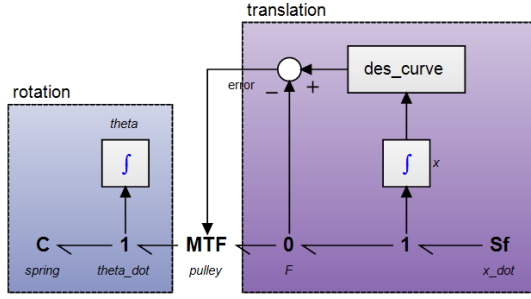 translation
des_curve
error
−
+
rotation
theta
∫
∫
x
C
1
MTF
0
1
Sf
spring
theta_dot
pulley
F
x_dot